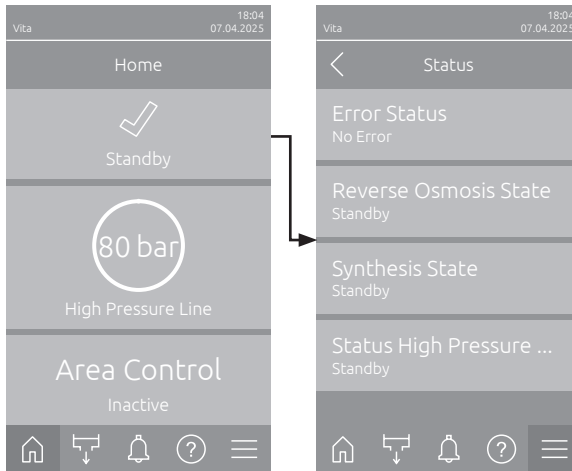 18:04
Vita 07.04.2025
Home
Standby
80 bar
High Pressure Line
Area Control
Inactive
?
18:04
Vita 07.04.2025
Status
Error Status
No Error
Reverse Osmosis State
Standby
Synthesis State
Standby
Status High Pressure ...
Standby
?